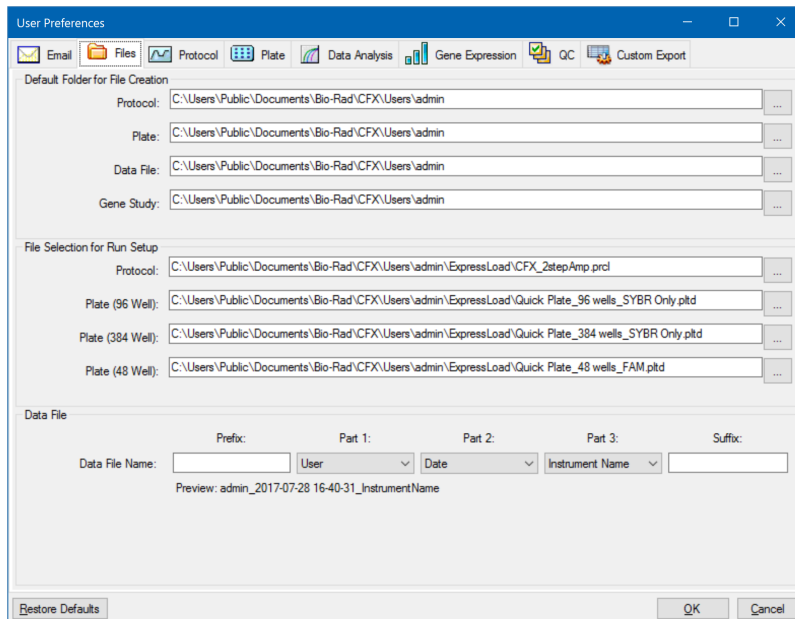 User Preferences
Email Files Protocol Plate Data Analysis Gene Expression QC Custom Export
Default Folder for File Creation
Protocol: C:\Users\Public\Documents\Bio-Rad\CFX\Users\admin ...
Plate: C:\Users\Public\Documents\Bio-Rad\CFX\Users\admin ...
Data File: C:\Users\Public\Documents\Bio-Rad\CFX\Users\admin ...
Gene Study: C:\Users\Public\Documents\Bio-Rad\CFX\Users\admin ...
File Selection for Run Setup
Protocol: C:\Users\Public\Documents\Bio-Rad\CFX\Users\admin\ExpressLoad\CFX_2stepAmp.prcl ...
Plate (96 Well): C:\Users\Public\Documents\Bio-Rad\CFX\Users\admin\ExpressLoad\Quick Plate_96 wells_SYBR Only.pltd ...
Plate (384 Well): C:\Users\Public\Documents\Bio-Rad\CFX\Users\admin\ExpressLoad\Quick Plate_384 wells_SYBR Only.pltd ...
Plate (48 Well): C:\Users\Public\Documents\Bio-Rad\CFX\Users\admin\ExpressLoad\Quick Plate_48 wells_FAM.pltd ...
Data File
Prefix: Part 1: Part 2: Part 3: Suffix:
Data File Name: User Date Instrument Name
Preview: admin_2017-07-28 16-40-31_InstrumentName
Restore Defaults OK Cancel